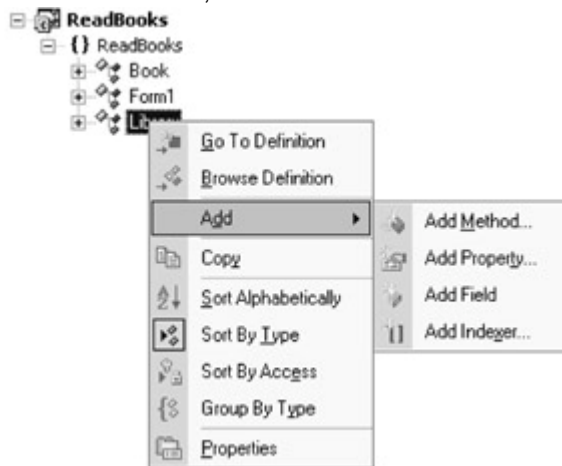 ReadBooks
{} ReadBooks
Book
Form1
Go To Definition
Browse Definition
Add
Copy
Sort Alphabetically
Sort By Type
Sort By Access
Group By Type
Properties
Add Method...
Add Property...
Add Field
Add Indexer...